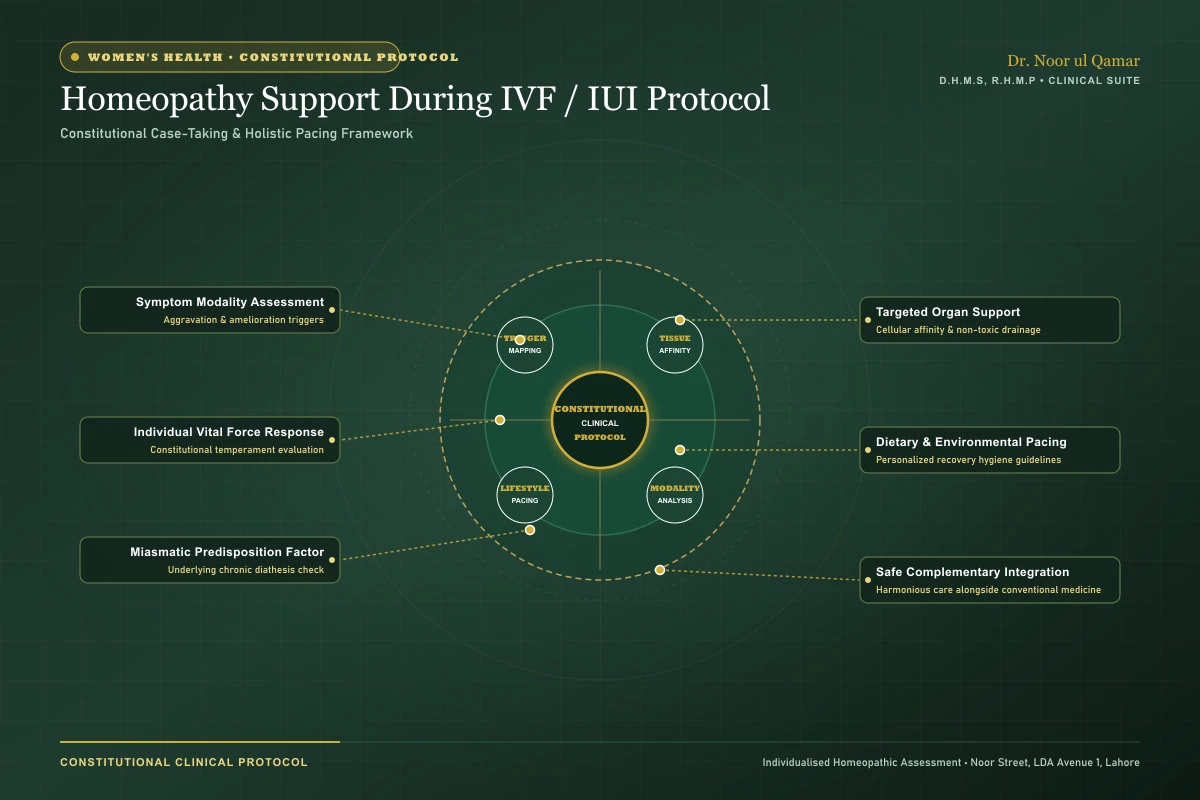 WOMEN'S HEALTH • CONSTITUTIONAL PROTOCOL
Dr. Noor ul Qamar
D.H.M.S, R.H.M.P • CLINICAL SUITE
Homeopathy Support During IVF / IUI Protocol
Constitutional Case-Taking & Holistic Pacing Framework
Symptom Modality Assessment
Aggravation & amelioration triggers
Individual Vital Force Response
Constitutional temperament evaluation
Miasmatic Predisposition Factor
Underlying chronic diathesis check
MAPPING
TISSUE
AFFINITY
CONSTITUTIONAL
CLINICAL
PROTOCOL
LIFESTYLE
PACING
MODALITY
ANALYSIS
Targeted Organ Support
Cellular affinity & non-toxic drainage
Dietary & Environmental Pacing
Personalized recovery hygiene guidelines
Safe Complementary Integration
Harmonious care alongside conventional medicine
CONSTITUTIONAL CLINICAL PROTOCOL
Individualised Homeopathic Assessment • Noor Street, LDA Avenue 1, Lahore